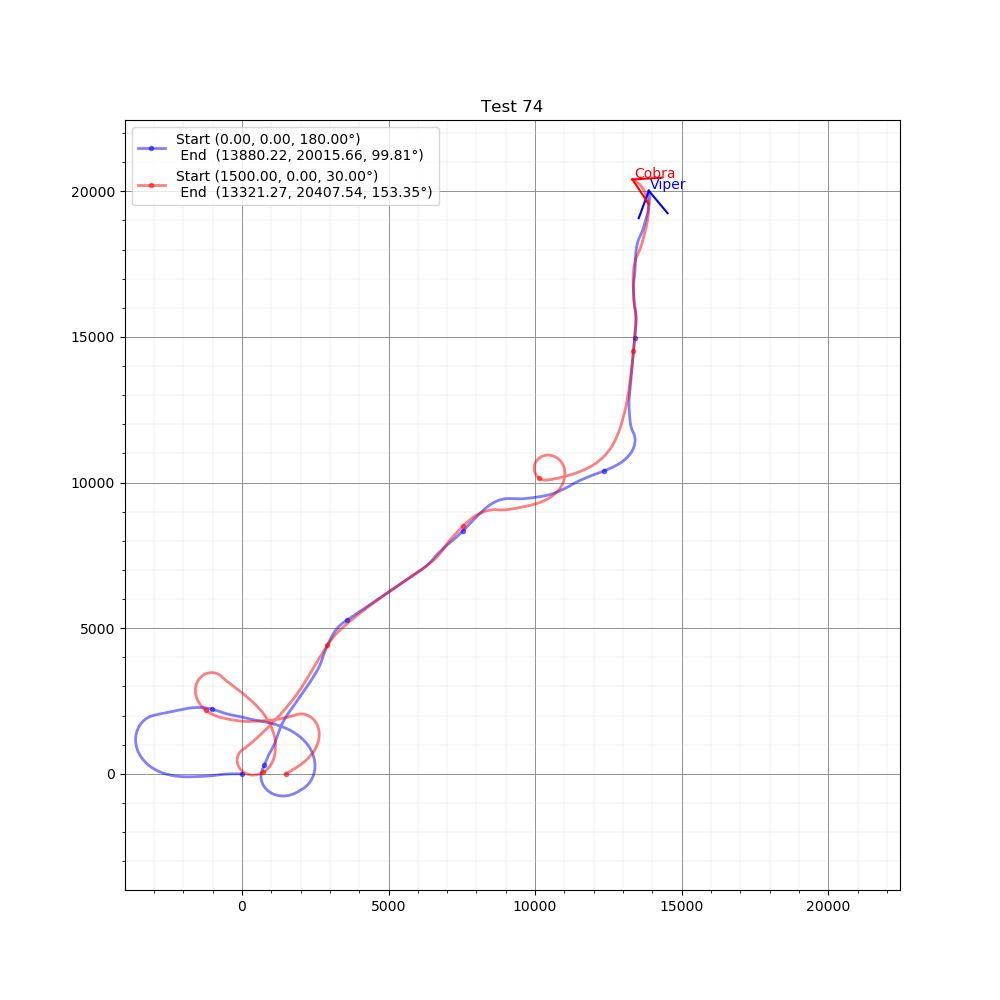 Test 74
Start (0.00, 0.00, 180.00°)
End (13880.22, 20015.66, 99.81°)
Start (1500.00, 0.00, 30.00°)
End (13321.27, 20407.54, 153.35°)
Cobra
Viper
20000
15000
10000
5000
0
0
5000
10000
15000
20000